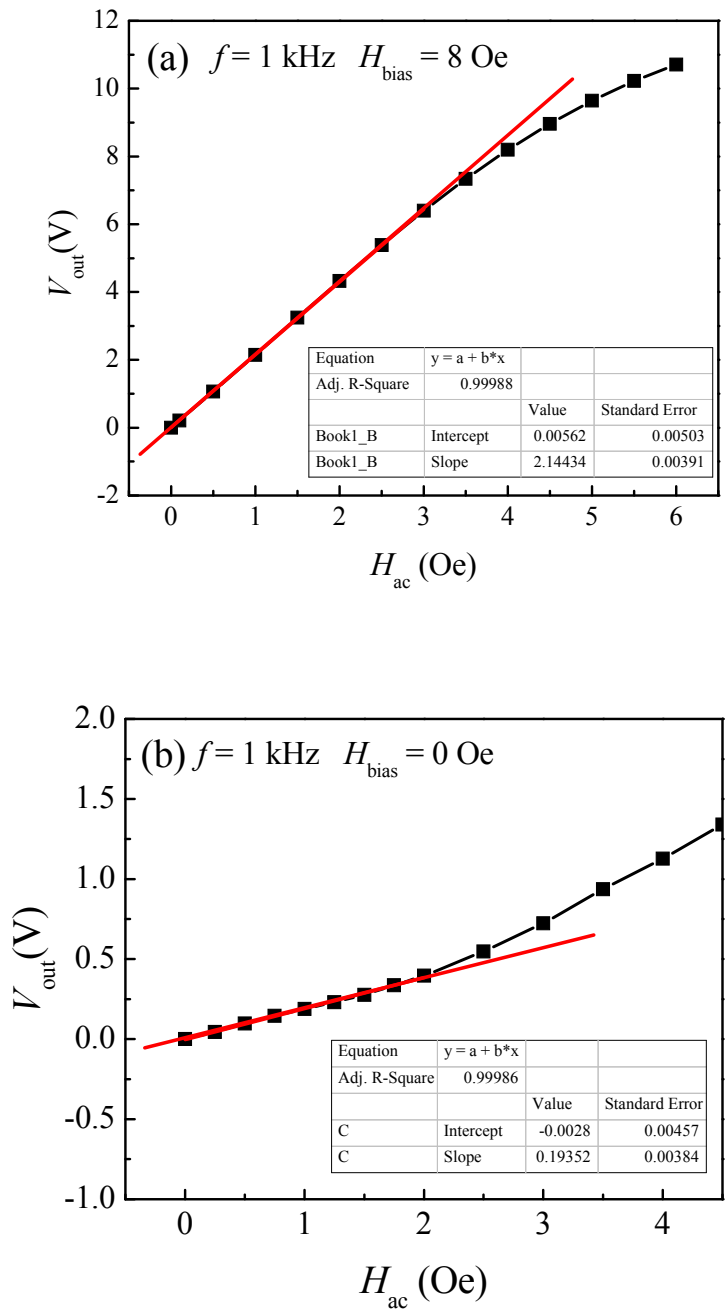 (a) f = 1 kHz H_bias = 8 Oe
12
10
8
6
4
2
0
-2
V_out(V)
Equation y = a + b*x
Adj. R-Square 0.99988
Value Standard Error
Book1_B Intercept 0.00562 0.00503
Book1_B Slope 2.14434 0.00391
0 1 2 3 4 5 6
H_ac (Oe)
(b) f = 1 kHz H_bias = 0 Oe
2.0
1.5
1.0
0.5
0.0
-0.5
-1.0
V_out(V)
Equation y = a + b*x
Adj. R-Square 0.99986
Value Standard Error
C Intercept -0.0028 0.00457
C Slope 0.19352 0.00384
0 1 2 3 4
H_ac (Oe)